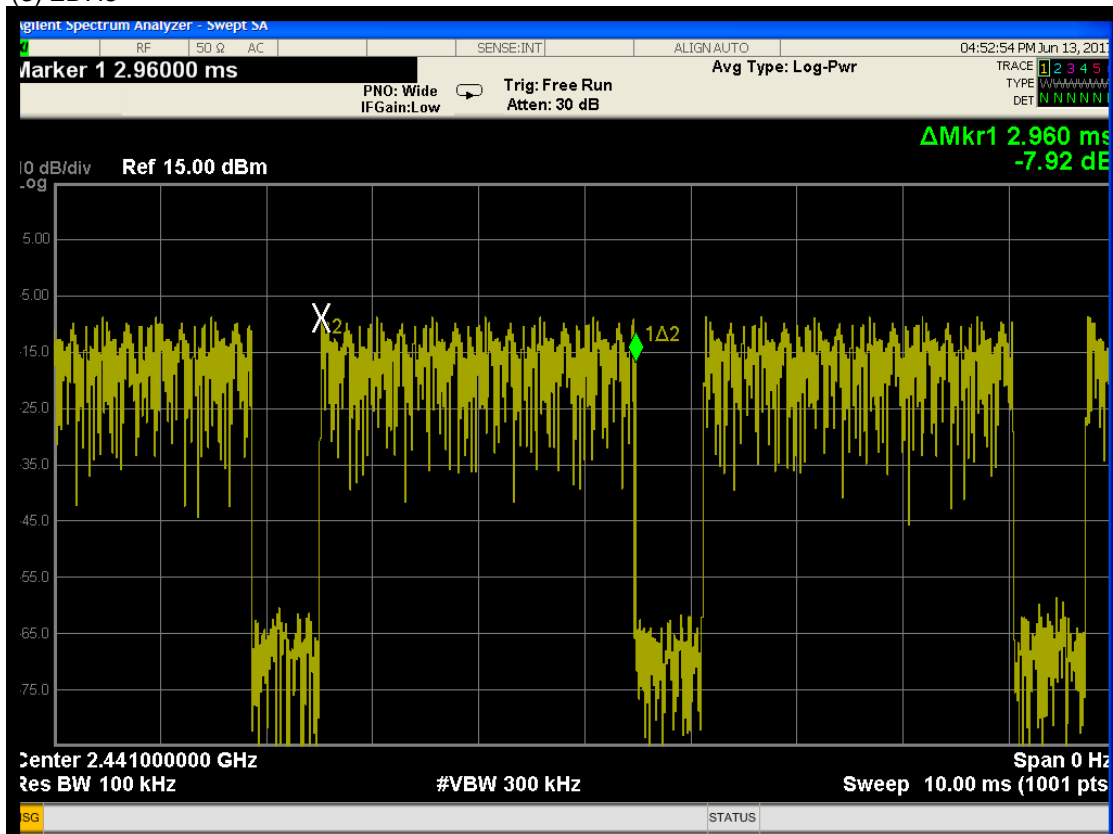 Agilent Spectrum Analyzer - Swept SA
RF 50 Ω AC SENSE:INT ALIGN AUTO 04:52:54 PM Jun 13, 201
Marker 1 2.96000 ms
PNO: Wide
IFGain:Low
Trig: Free Run
Atten: 30 dB
Avg Type: Log-Pwr
TRACE 1 2 3 4 5
TYPE
DET N N N N N
ΔMkr1 2.960 ms
-7.92 dB
10 dB/div Ref 15.00 dBm
Log
5.00
-5.00
X2
1Δ2
-15.0
-25.0
-35.0
-45.0
-55.0
-65.0
-75.0
Center 2.441000000 GHz Span 0 Hz
Res BW 100 kHz #VBW 300 kHz Sweep 10.00 ms (1001 pts
MSG STATUS